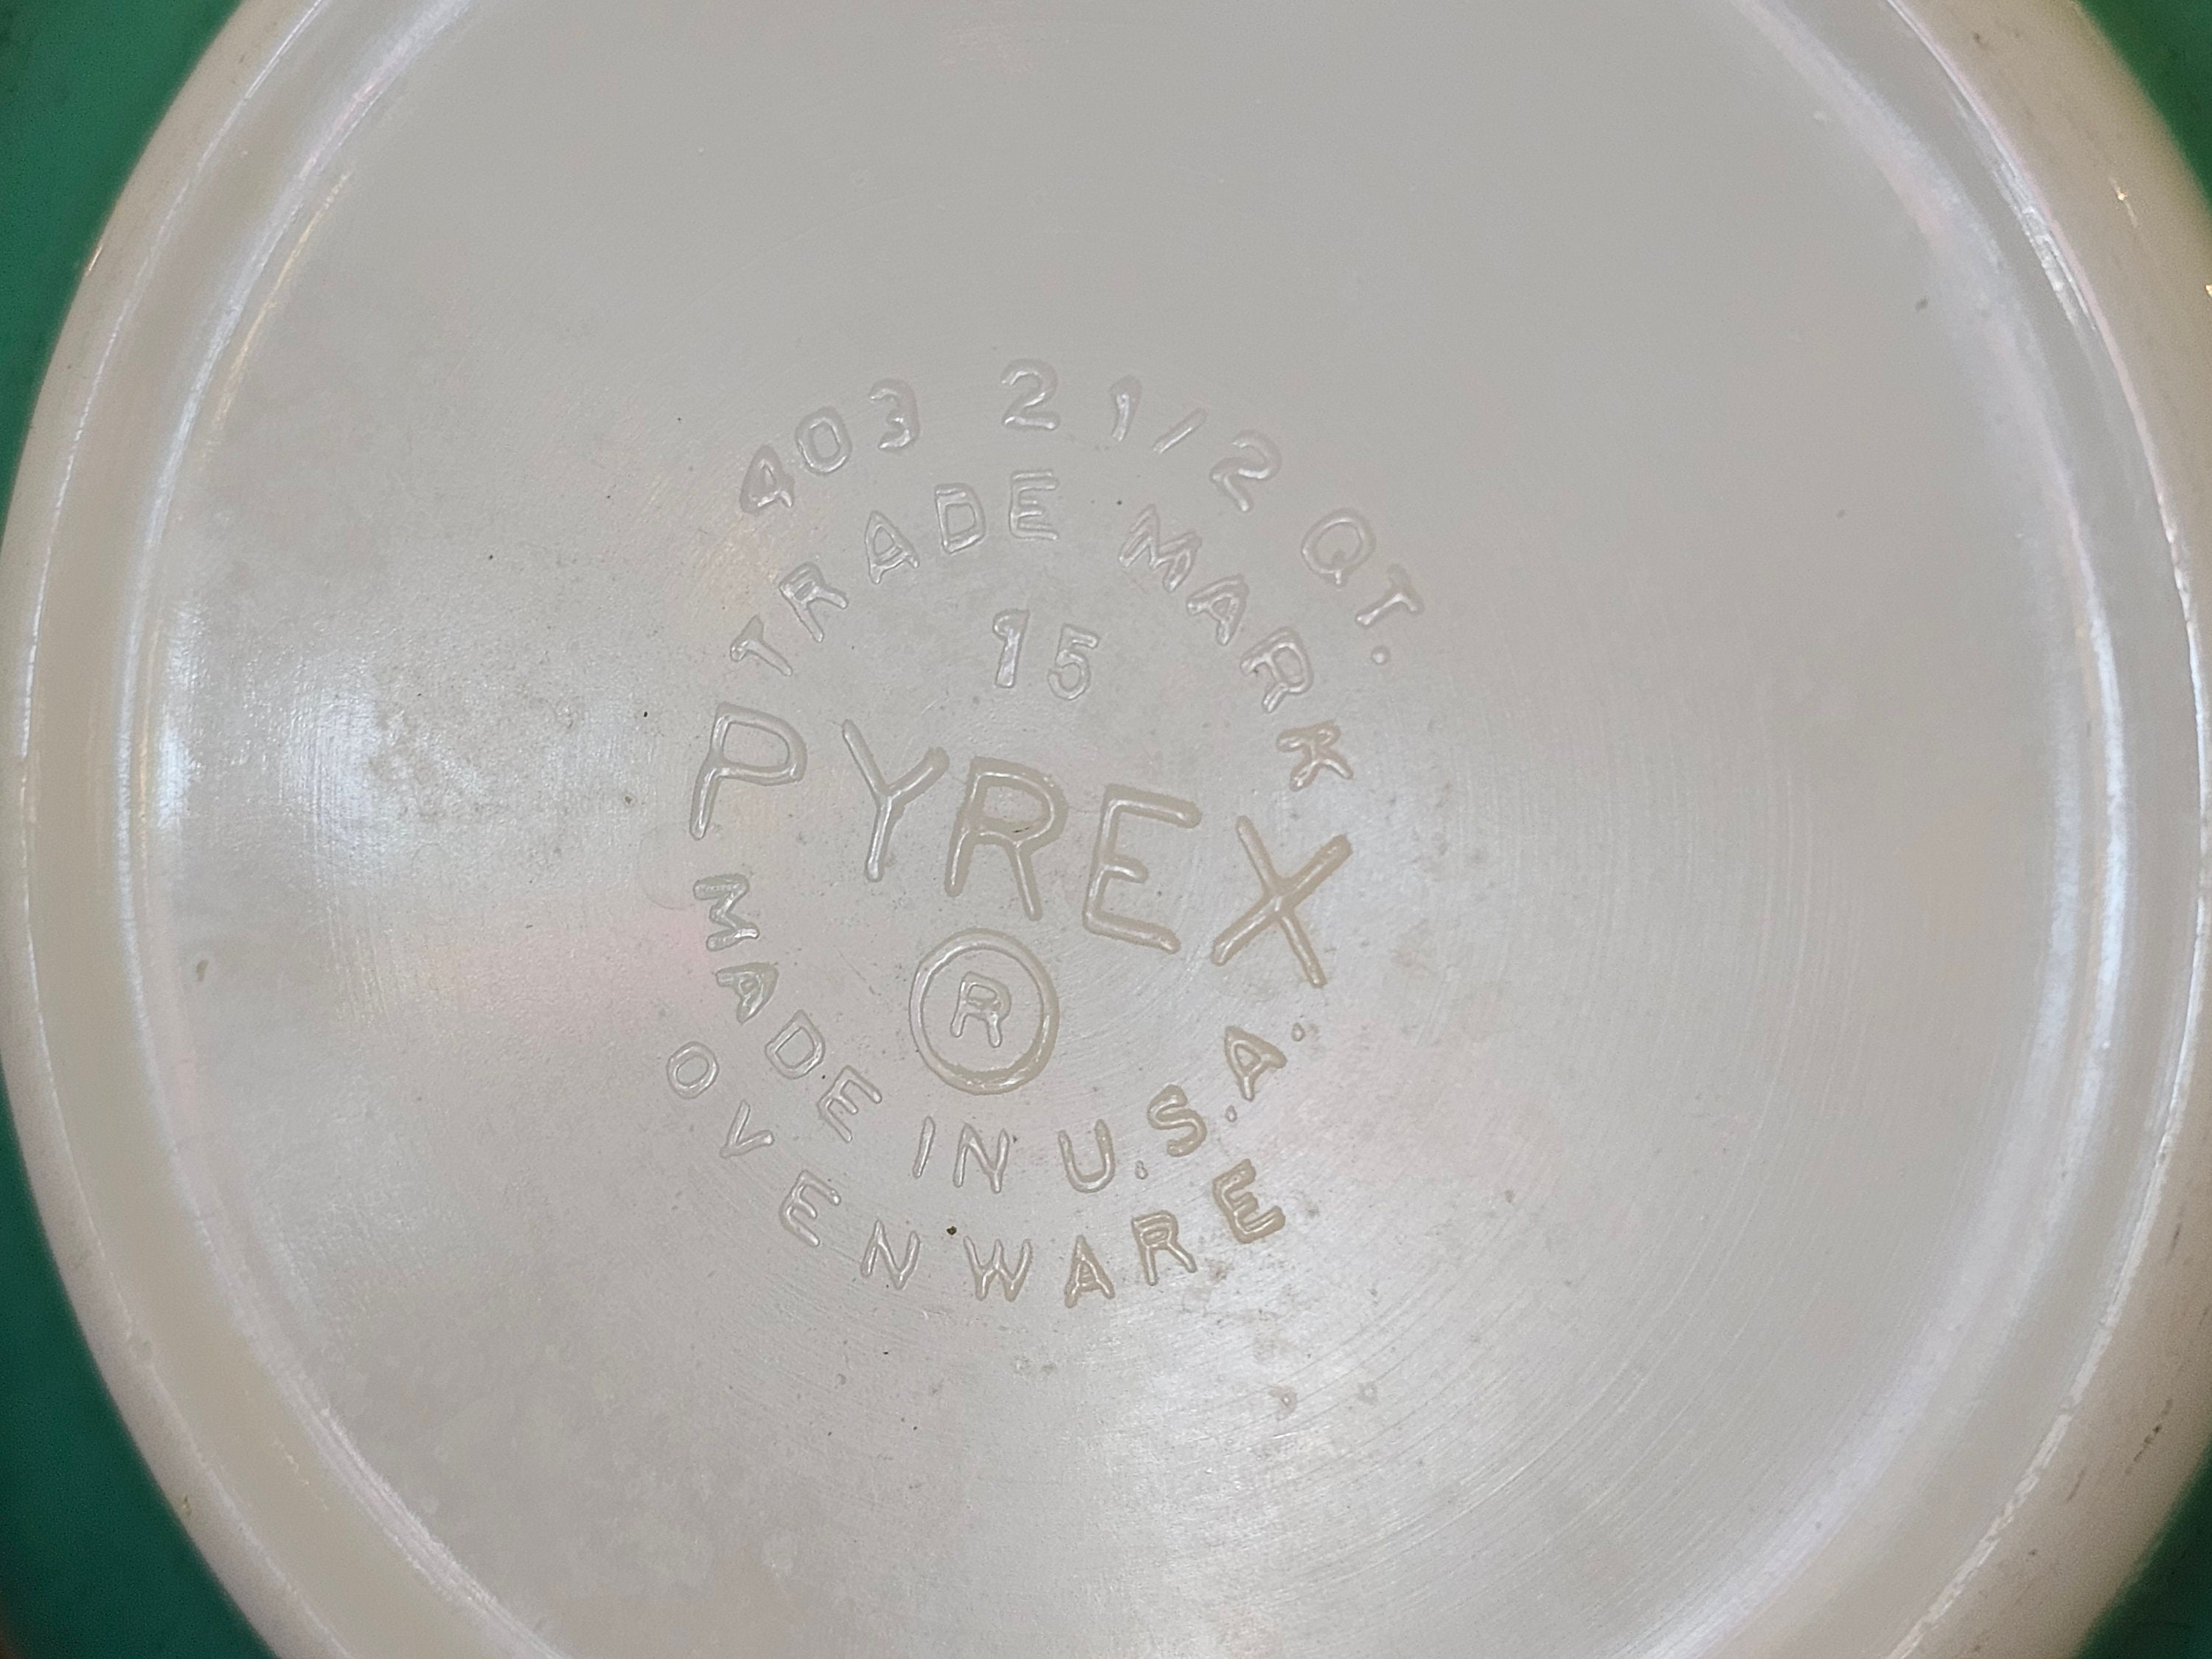 403 2 1/2 QT.
TRADE MARK
15
PYREX
®
MADE IN U.S.A.
OVENWARE